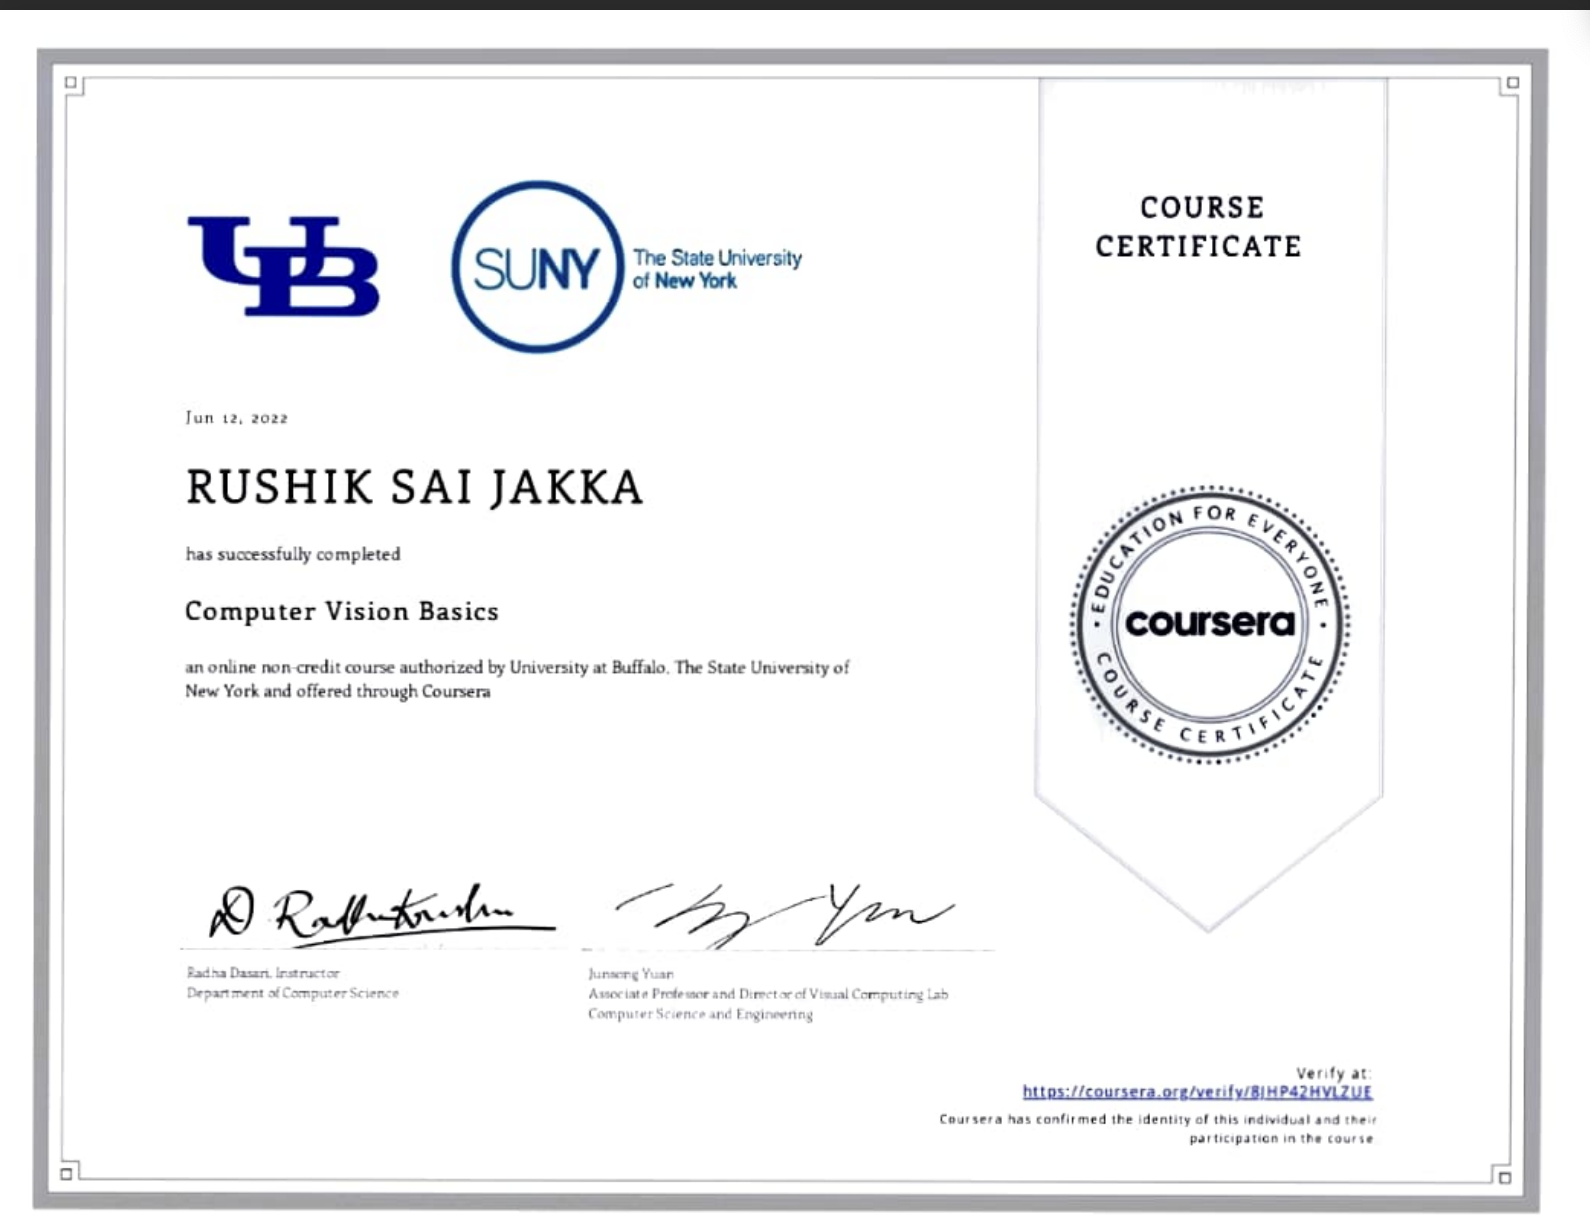 UB
SUNY
The State University
of New York
COURSE
CERTIFICATE
Jun 12, 2022
RUSHIK SAI JAKKA
has successfully completed
Computer Vision Basics
an online non-credit course authorized by University at Buffalo, The State University of
New York and offered through Coursera
EDUCATION FOR EVERYONE
coursera
COURSE CERTIFICATE
Radha Dasari, Instructor
Department of Computer Science
Junsong Yuan
Associate Professor and Director of Visual Computing Lab
Computer Science and Engineering
Verify at:
https://coursera.org/verify/8JHP42HVLZUE
Coursera has confirmed the identity of this individual and their
participation in the course